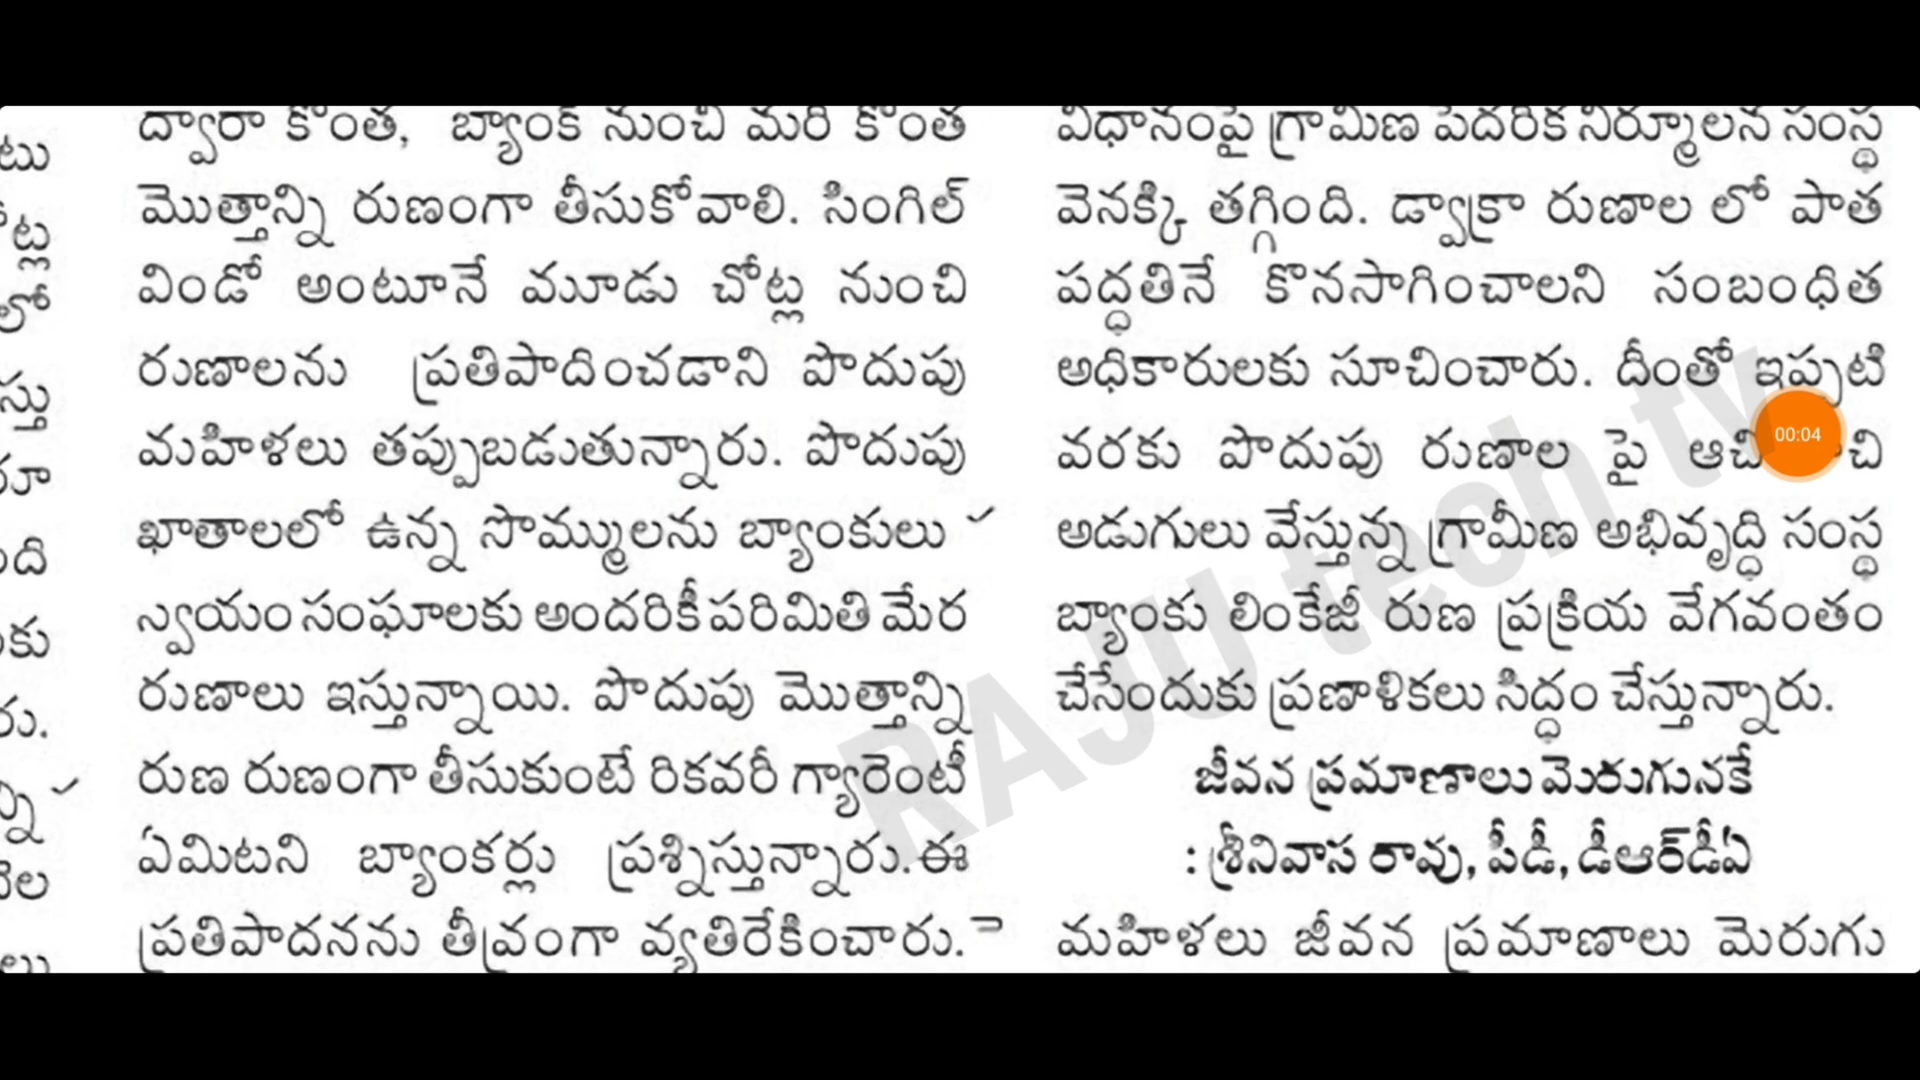 ద్వారా కొంత, బ్యాంక్ నుంచి మరి కొంత
మొత్తాన్ని రుణంగా తీసుకోవాలి. సింగిల్
విండో అంటూనే మూడు చోట్ల నుంచి
రుణాలను ప్రతిపాదించడాని పొదుపు
మహిళలు తప్పుబడుతున్నారు. పొదుపు
ఖాతాలలో ఉన్న సొమ్ములను బ్యాంకులు
స్వయం సంఘాలకు అందరికీ పరిమితి మేర
రుణాలు ఇస్తున్నాయి. పొదుపు మొత్తాన్ని
రుణ రుణంగా తీసుకుంటే రికవరీ గ్యారెంటీ
ఏమిటని బ్యాంకర్లు ప్రశ్నిస్తున్నారు.ఈ
ప్రతిపాదనను తీవ్రంగా వ్యతిరేకించారు.
విధానంపై గ్రామీణ పేదరిక నిర్మూలన సంస్థ
వెనక్కి తగ్గింది. డ్వాక్రా రుణాల లో పాత
పద్ధతినే కొనసాగించాలని సంబంధిత
అధికారులకు సూచించారు. దీంతో ఇప్పటి
వరకు పొదుపు రుణాల పై
అడుగులు వేస్తున్న గ్రామీణ అభివృద్ధి సంస్థ
బ్యాంకు లింకేజీ రుణ ప్రక్రియ వేగవంతం
చేసేందుకు ప్రణాళికలు సిద్ధం చేస్తున్నారు.
జీవన ప్రమాణాలు మెరుగునకే
: శ్రీనివాస రావు, పీడీ, డీఆర్‌డీఏ
మహిళలు జీవన ప్రమాణాలు మెరుగు
RAJU tech tv
00:04